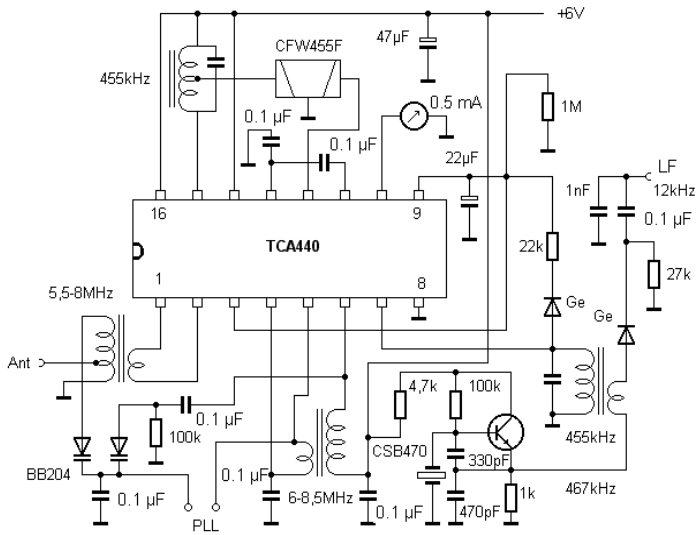 +6V
47µF
CFW455F
455kHz
0.5 mA
0.1 µF
0.1 µF
1M
22µF
LF
1nF
12kHz
0.1 µF
16
9
TCA440
22k
27k
1
8
5,5-8MHz
Ge
Ge
Ant
4,7k
100k
0.1 µF
100k
CSB470
455kHz
BB204
330pF
0.1 µF
467kHz
0.1 µF
6-8,5MHz
1k
0.1 µF
470pF
PLL